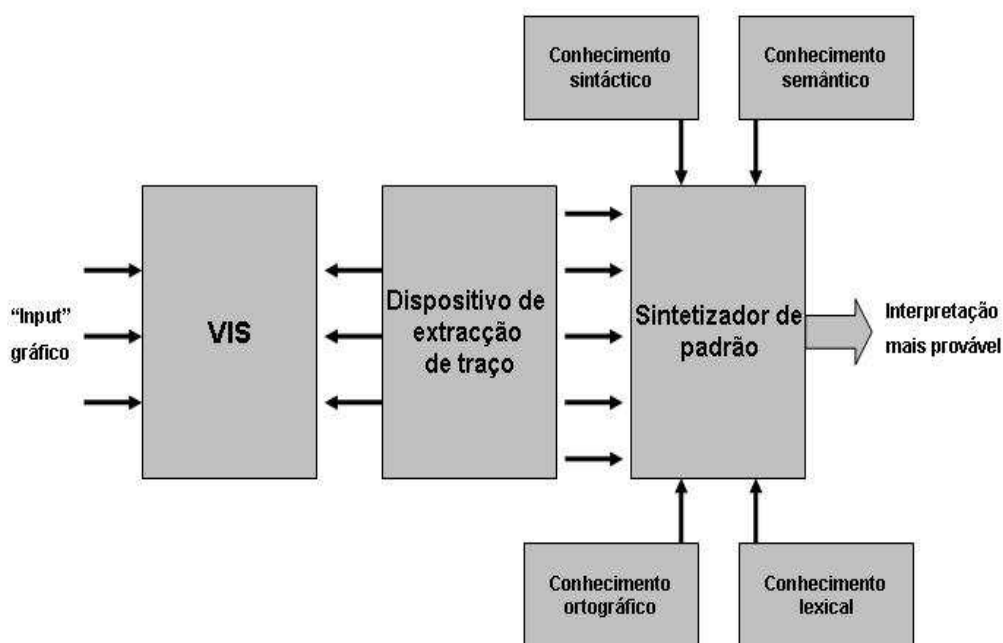 Conhecimento
sintáctico
Conhecimento
semântico
“Input”
gráfico
VIS
Dispositivo de
extracção
de traço
Sintetizador de
padrão
Interpretação
mais provável
Conhecimento
ortográfico
Conhecimento
lexical